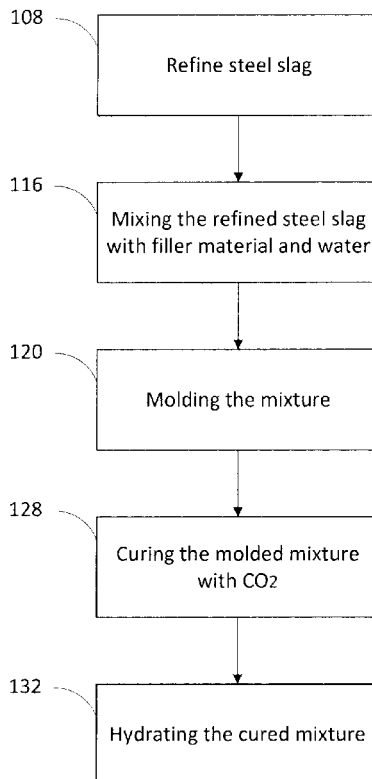 108
Refine steel slag
116
Mixing the refined steel slag
with filler material and water
120
Molding the mixture
128
Curing the molded mixture
with CO2
132
Hydrating the cured mixture